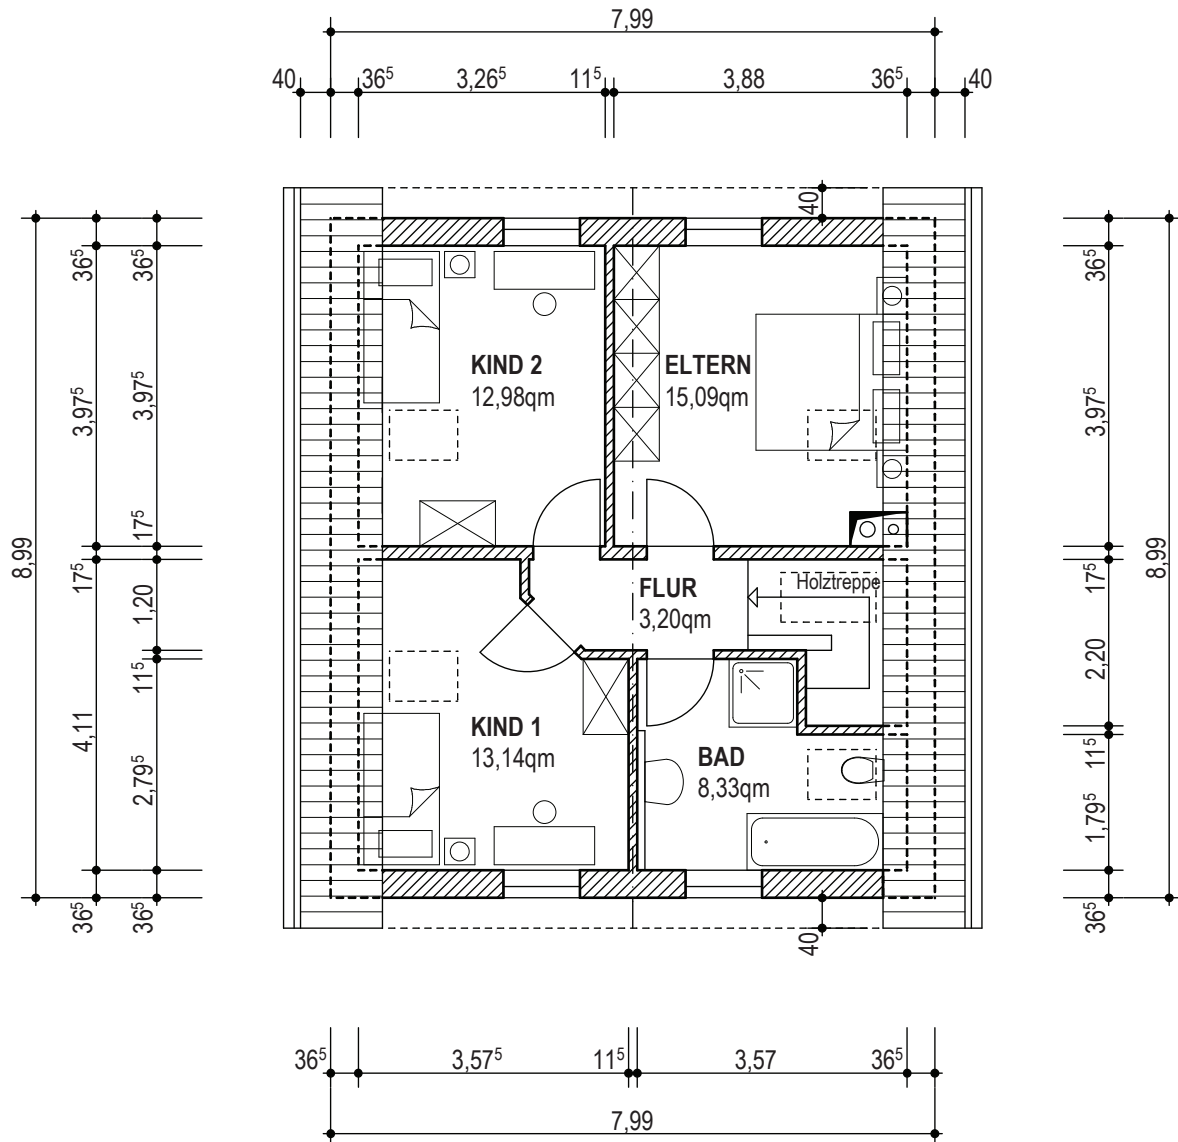 7,99
40 36⁵ 3,26⁵ 11⁵ 3,88 36⁵ 40
40
36⁵ 36⁵ 36⁵
KIND 2
12,98qm
ELTERN
15,09qm
3,97⁵ 3,97⁵ 3,97⁵
17⁵
8,99 8,99
17⁵ 1,20 17⁵
FLUR
3,20qm
Holztreppe
2,20
11⁵
4,11
KIND 1
13,14qm
BAD
8,33qm
11⁵
2,79⁵
1,79⁵
36⁵ 36⁵ 36⁵
40
36⁵ 3,57⁵ 11⁵ 3,57 36⁵
7,99